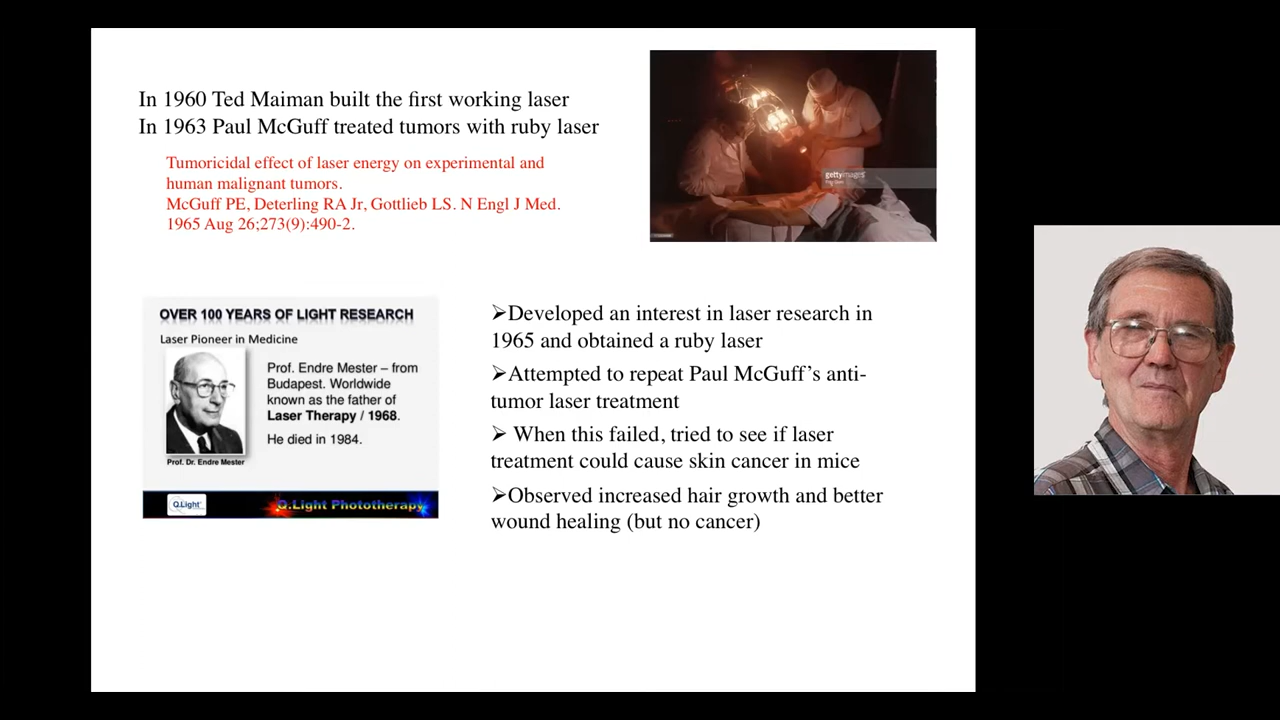 In 1960 Ted Maiman built the first working laser
In 1963 Paul McGuff treated tumors with ruby laser
Tumoricidal effect of laser energy on experimental and
human malignant tumors.
McGuff PE, Deterling RA Jr, Gottlieb LS. N Engl J Med.
1965 Aug 26;273(9):490-2.
gettyimages
OVER 100 YEARS OF LIGHT RESEARCH
Laser Pioneer in Medicine
Prof. Endre Mester – from
Budapest. Worldwide
known as the father of
Laser Therapy / 1968.
He died in 1984.
Prof. Dr. Endre Mester
Q.Light
Q.Light Phototherapy
➢Developed an interest in laser research in
1965 and obtained a ruby laser
➢Attempted to repeat Paul McGuff’s anti-
tumor laser treatment
➢ When this failed, tried to see if laser
treatment could cause skin cancer in mice
➢Observed increased hair growth and better
wound healing (but no cancer)